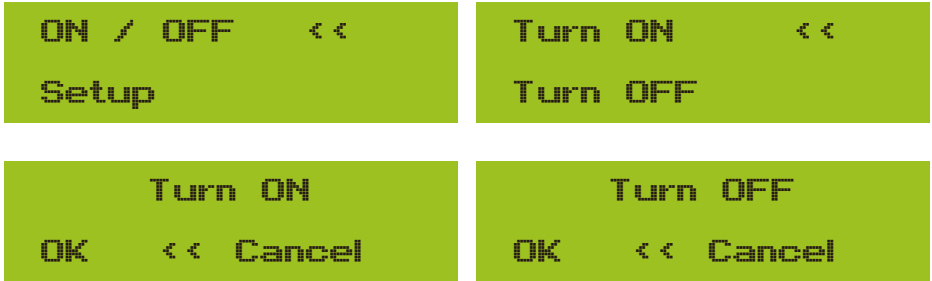 ON / OFF <<
Setup
Turn ON <<
Turn OFF
Turn ON
OK << Cancel
Turn OFF
OK << Cancel